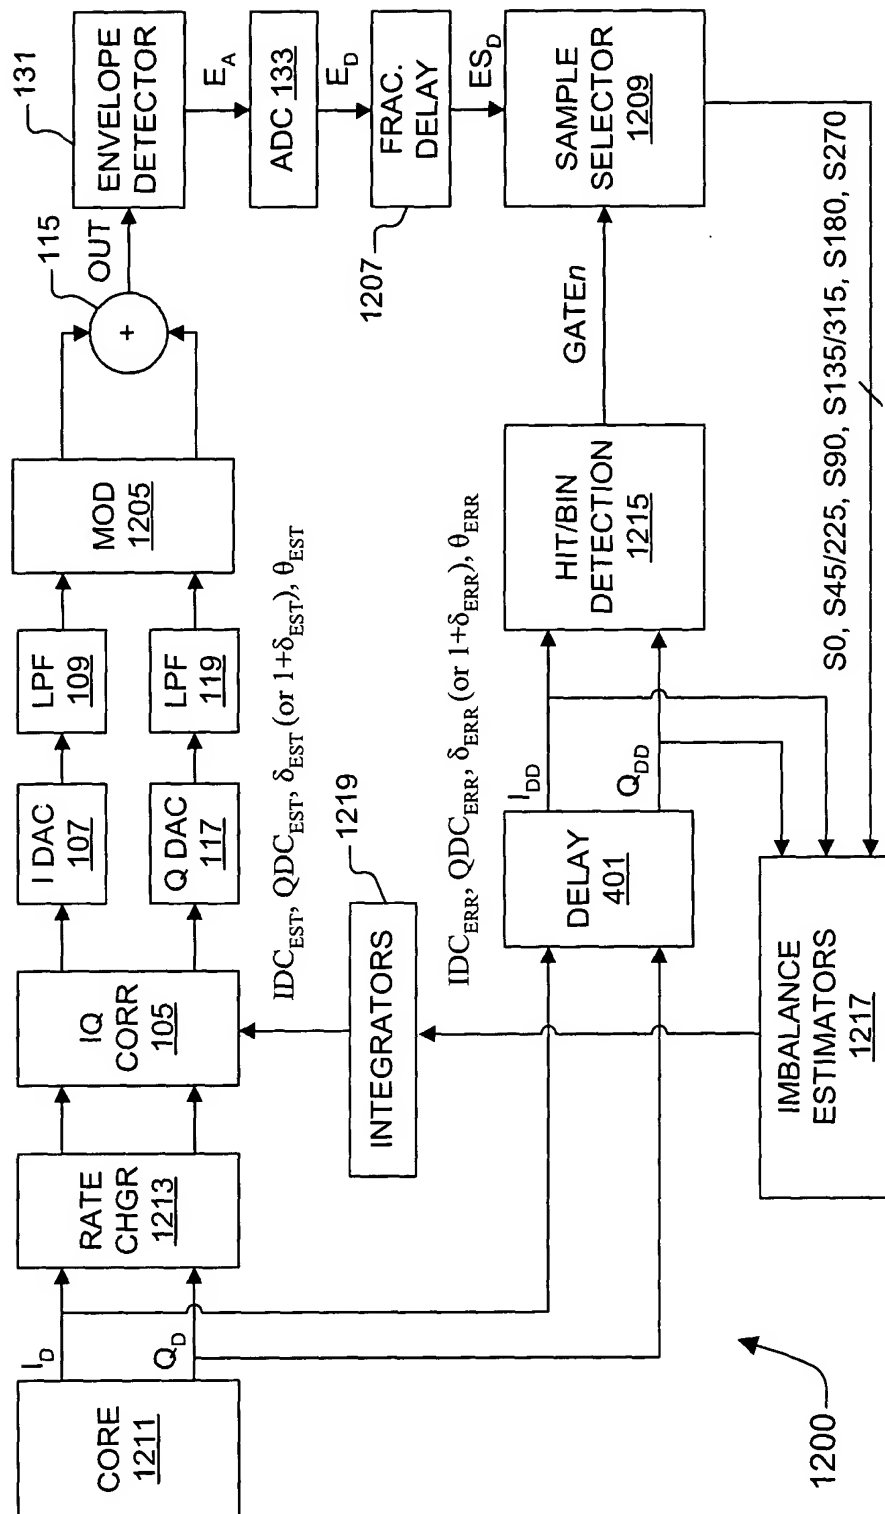 CORE
1211
I_D
Q_D
RATE
CHGR
1213
IQ
CORR
105
I DAC
107
Q DAC
117
LPF
109
LPF
119
MOD
1205
+
115
OUT
131
ENVELOPE
DETECTOR
E_A
ADC 133
E_D
FRAC.
DELAY
1207
ES_D
SAMPLE
SELECTOR
1209
IDC_EST, QDC_EST, δ_EST (or 1+δ_EST), θ_EST
INTEGRATORS
1219
IDC_ERR, QDC_ERR, δ_ERR (or 1+δ_ERR), θ_ERR
DELAY
401
I_DD
Q_DD
HIT/BIN
DETECTION
1215
GATEn
S0, S45/225, S90, S135/315, S180, S270
IMBALANCE
ESTIMATORS
1217
1200